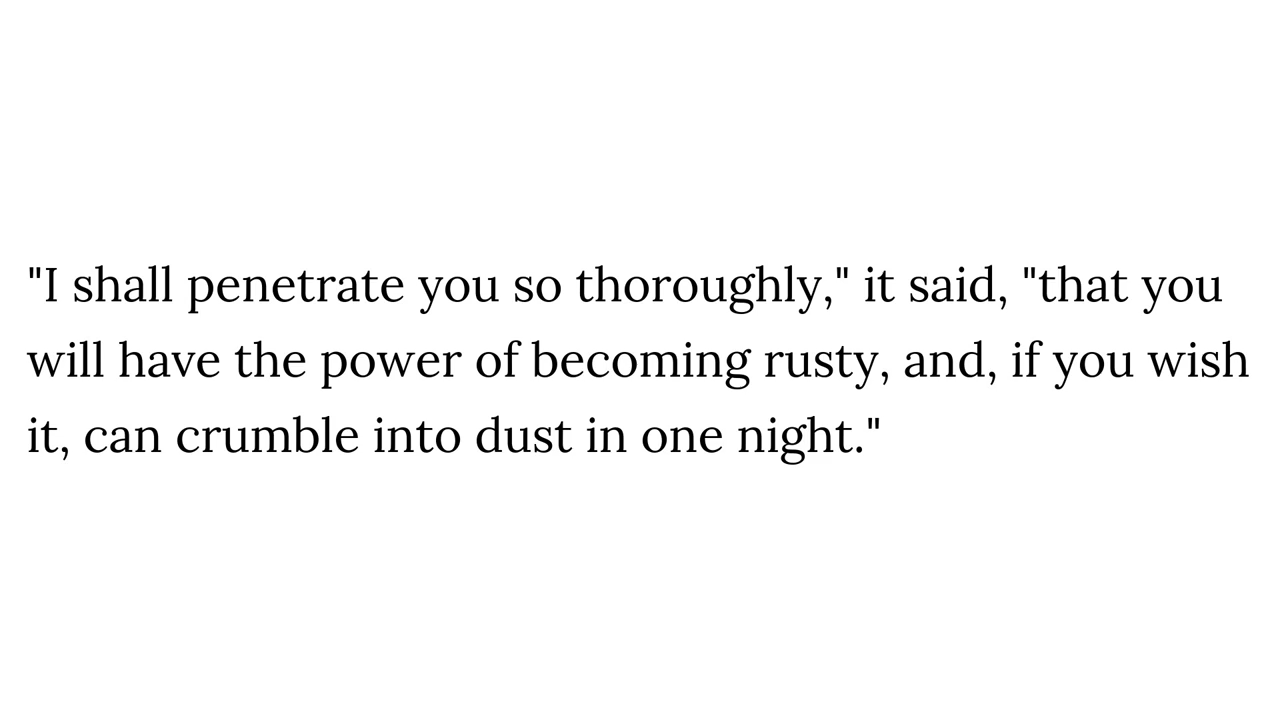 "I shall penetrate you so thoroughly," it said, "that you
will have the power of becoming rusty, and, if you wish
it, can crumble into dust in one night."